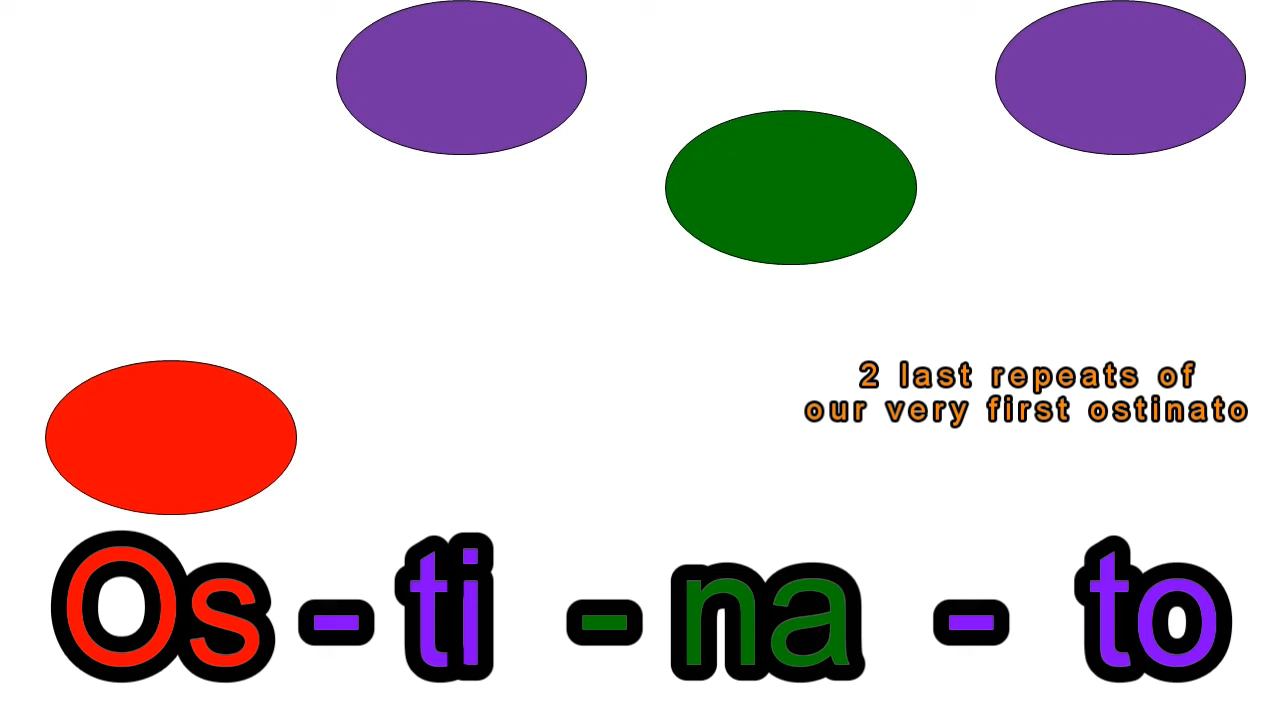 2 last repeats of
our very first ostinato
Os - ti - na - to